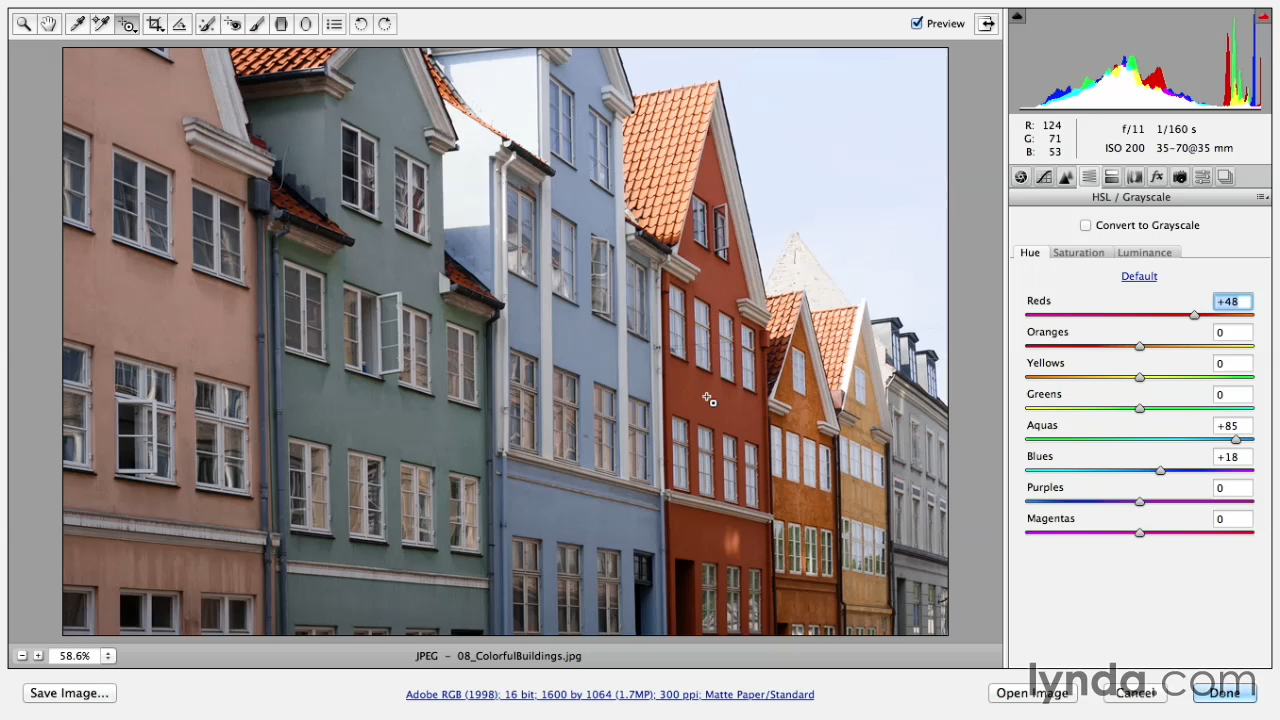 Preview
R: 124
G: 71
B: 53
f/11 1/160 s
ISO 200 35-70@35 mm
fx
HSL / Grayscale
Convert to Grayscale
Hue Saturation Luminance
Default
Reds +48
Oranges 0
Yellows 0
Greens 0
Aquas +85
Blues +18
Purples 0
Magentas 0
58.6% JPEG - 08_ColorfulBuildings.jpg
Save Image... Adobe RGB (1998); 16 bit; 1600 by 1064 (1.7MP); 300 ppi; Matte Paper/Standard Open Image Cancel Done
lynda.com